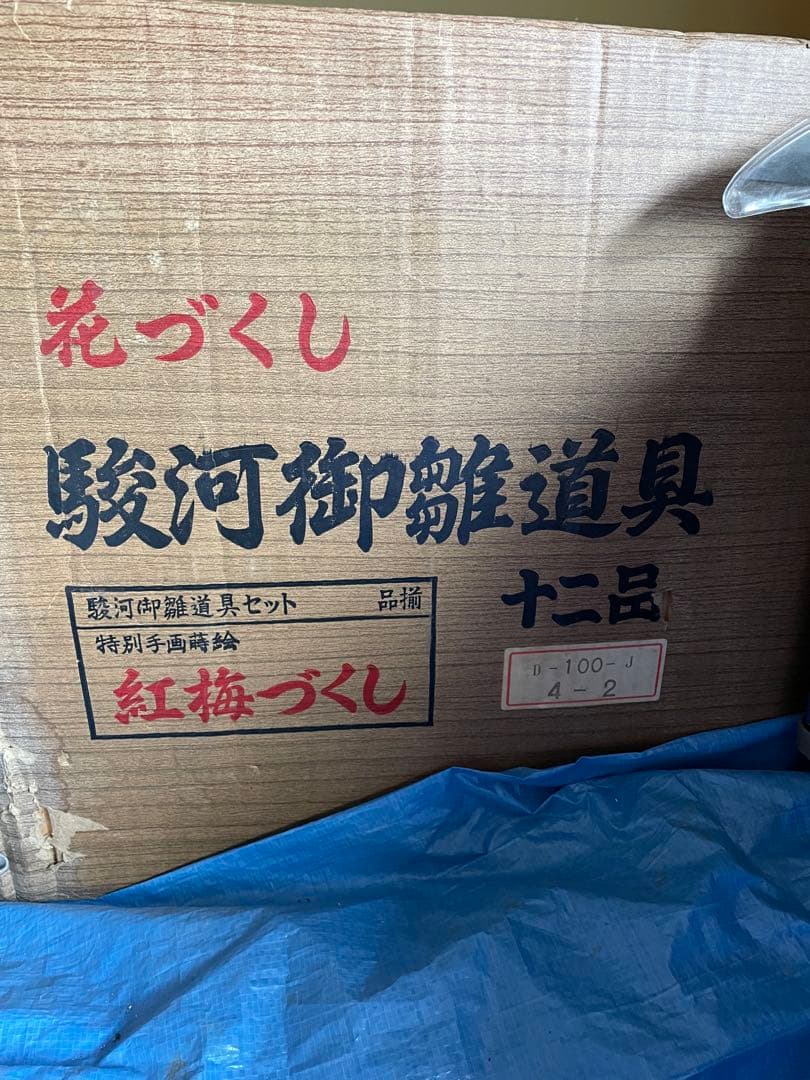 花づくし
駿河御雛道具
十二品
駿河御雛道具セット 品揃
特別手画蒔絵
紅梅づくし
D-100-J
4-2